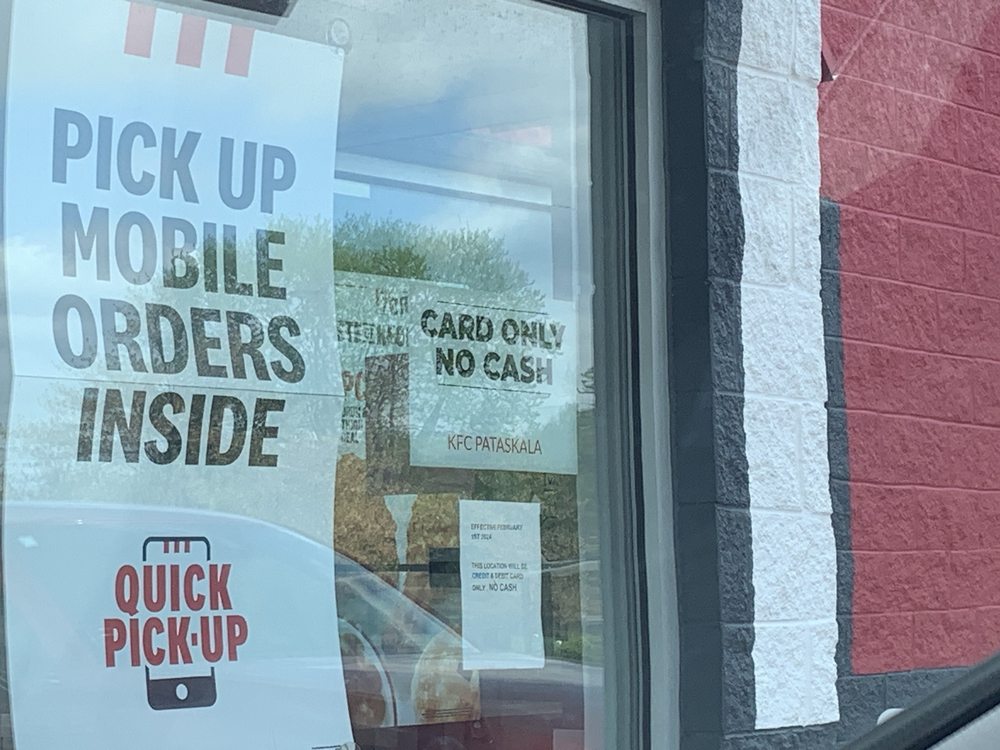 PICK UP
MOBILE
ORDERS
INSIDE
QUICK
PICK-UP
CARD ONLY
NO CASH
KFC PATASKALA
EFFECTIVE FEBRUARY
1ST 2024
THIS LOCATION WILL BE
CREDIT & DEBIT CARD
ONLY NO CASH